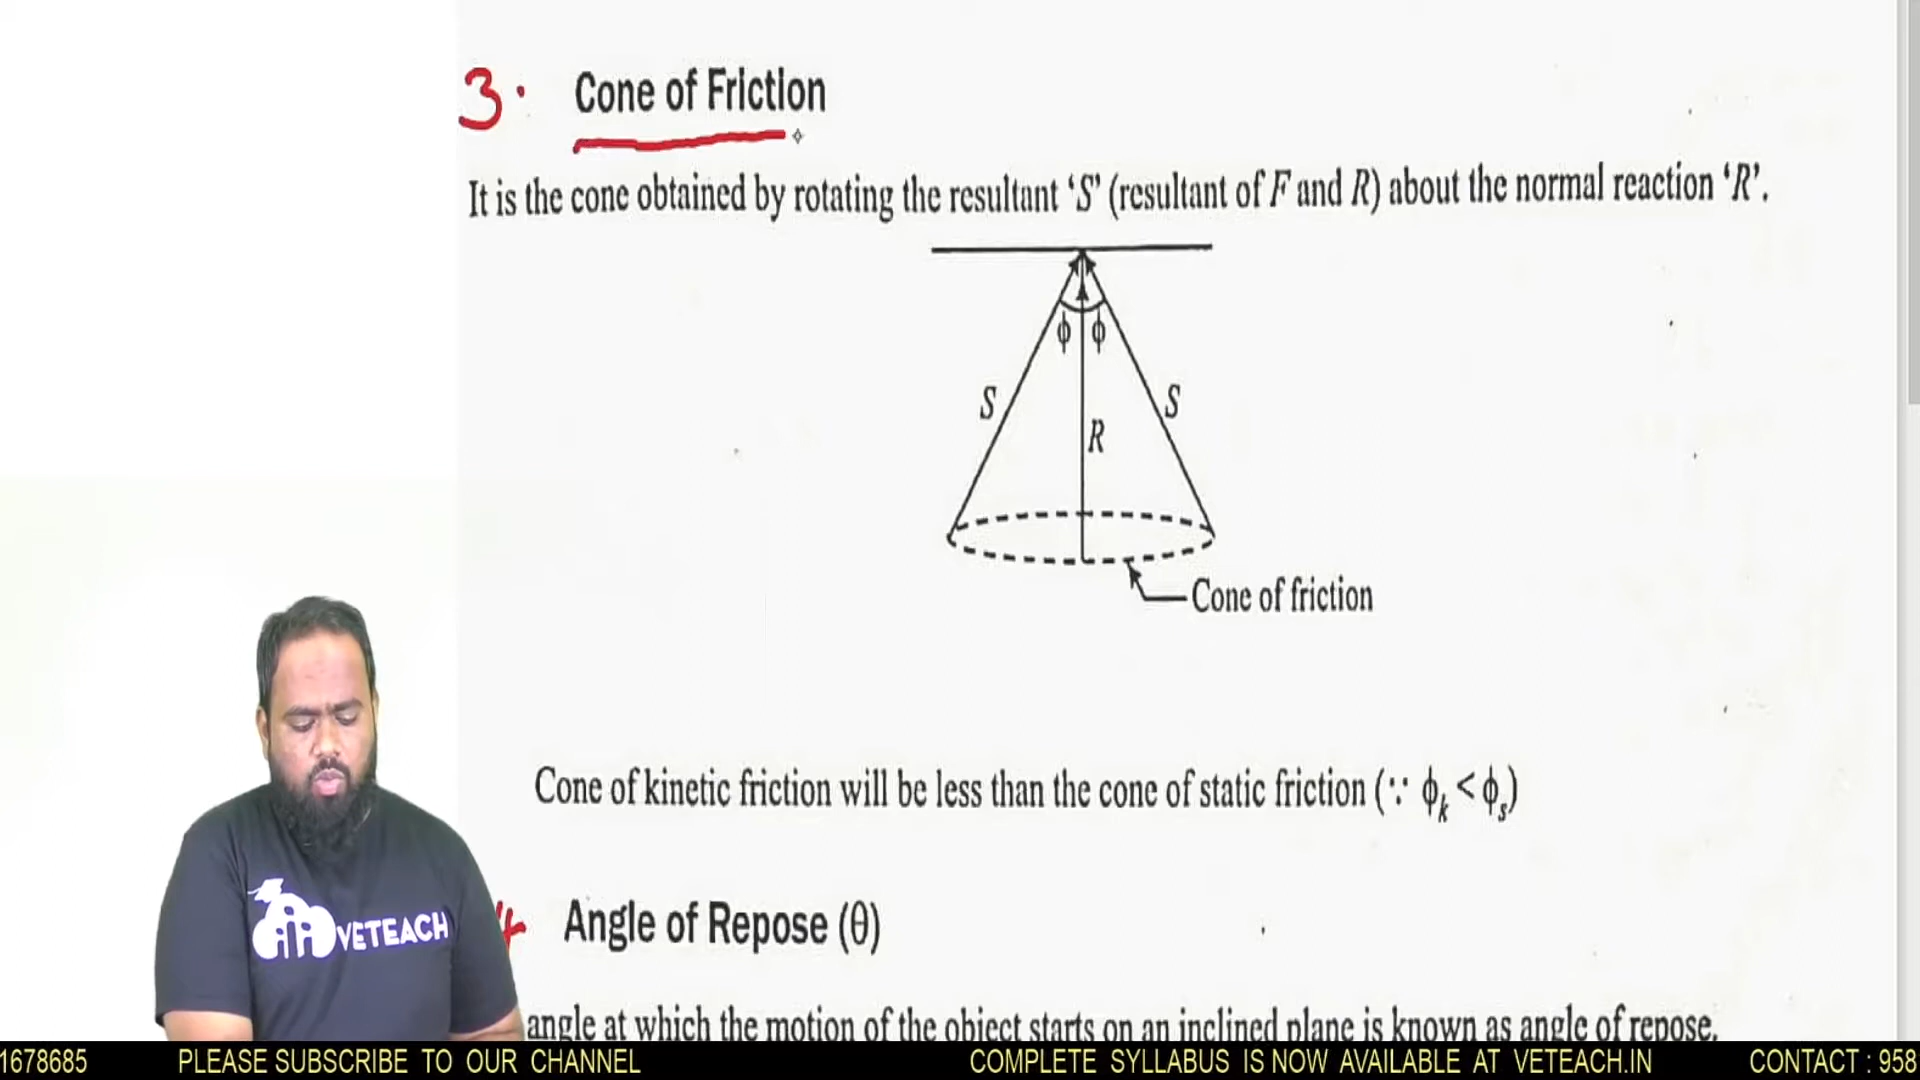 3. Cone of Friction
It is the cone obtained by rotating the resultant ‘S’ (resultant of F and R) about the normal reaction ‘R’.
ϕ ϕ
S S
R
Cone of friction
Cone of kinetic friction will be less than the cone of static friction (∵ ϕk < ϕs)
Angle of Repose (θ)
angle at which the motion of the object starts on an inclined plane is known as angle of repose.
VETEACH
1678685 PLEASE SUBSCRIBE TO OUR CHANNEL COMPLETE SYLLABUS IS NOW AVAILABLE AT VETEACH.IN CONTACT : 958